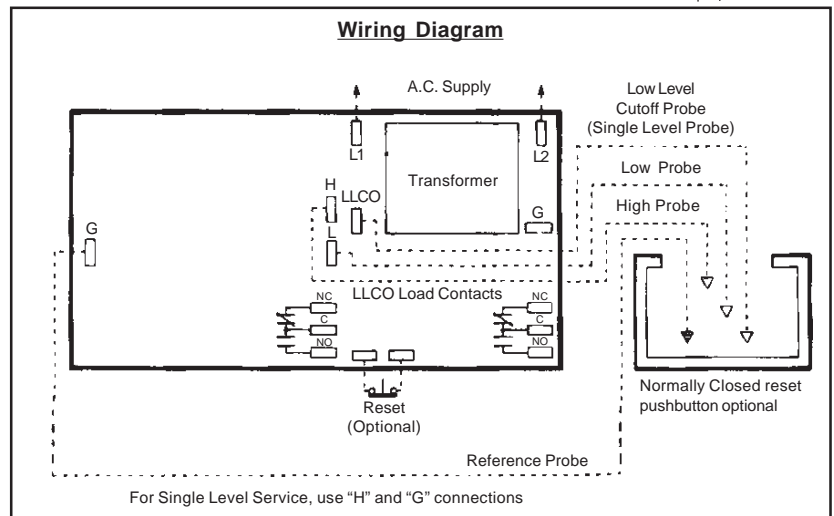 Wiring Diagram
A.C. Supply
Low Level
Cutoff Probe
(Single Level Probe)
L1
L2
Transformer
Low Probe
H
LLCO
High Probe
G
L
G
LLCO Load Contacts
NC
C
NO
NC
C
NO
Reset
(Optional)
Normally Closed reset
pushbutton optional
Reference Probe
For Single Level Service, use “H” and “G” connections